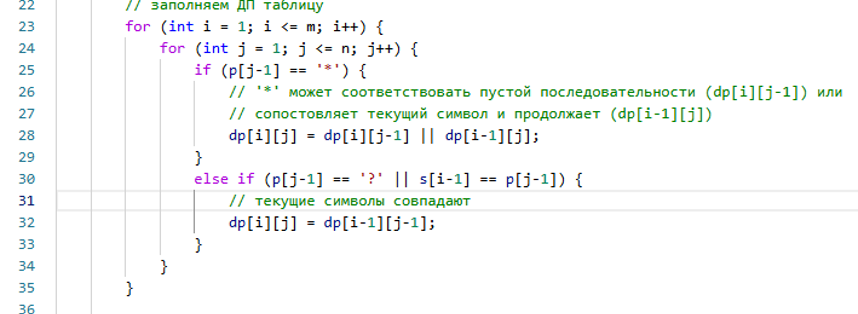 22 // заполняем ДП таблицу
23 for (int i = 1; i <= m; i++) {
24 for (int j = 1; j <= n; j++) {
25 if (p[j-1] == '*') {
26 // '*' может соответствовать пустой последовательности (dp[i][j-1]) или
27 // сопостовляет текущий символ и продолжает (dp[i-1][j])
28 dp[i][j] = dp[i][j-1] || dp[i-1][j];
29 }
30 else if (p[j-1] == '?' || s[i-1] == p[j-1]) {
31 // текущие символы совпадают
32 dp[i][j] = dp[i-1][j-1];
33 }
34 }
35 }
36